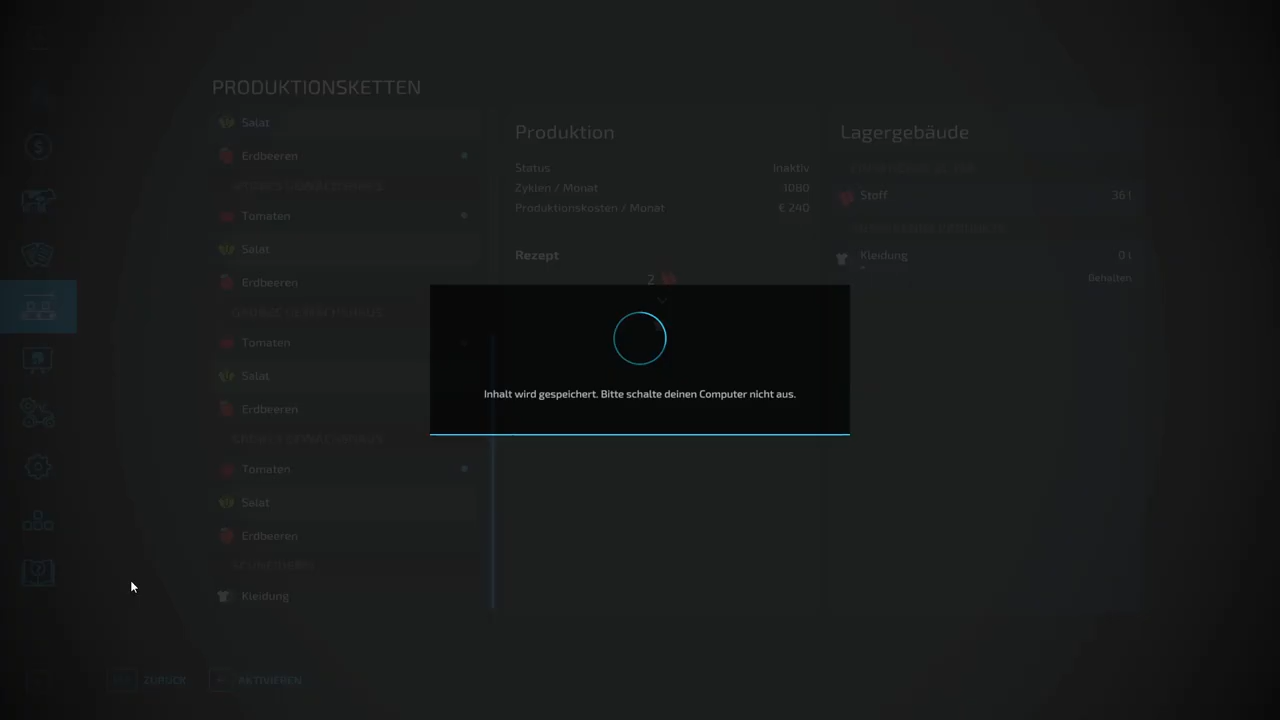 PRODUKTIONSKETTEN
Salat
Erdbeeren
Tomaten
Salat
Erdbeeren
Tomaten
Salat
Erdbeeren
Tomaten
Salat
Erdbeeren
SCHNEIDEREI
Kleidung
Produktion
Status Inaktiv
Zyklen / Monat 1080
Produktionskosten / Monat € 240
Rezept
2
Lagergebäude
Stoff 36 l
Kleidung 0 l
Behalten
Inhalt wird gespeichert. Bitte schalte deinen Computer nicht aus.
ZURÜCK
AKTIVIEREN